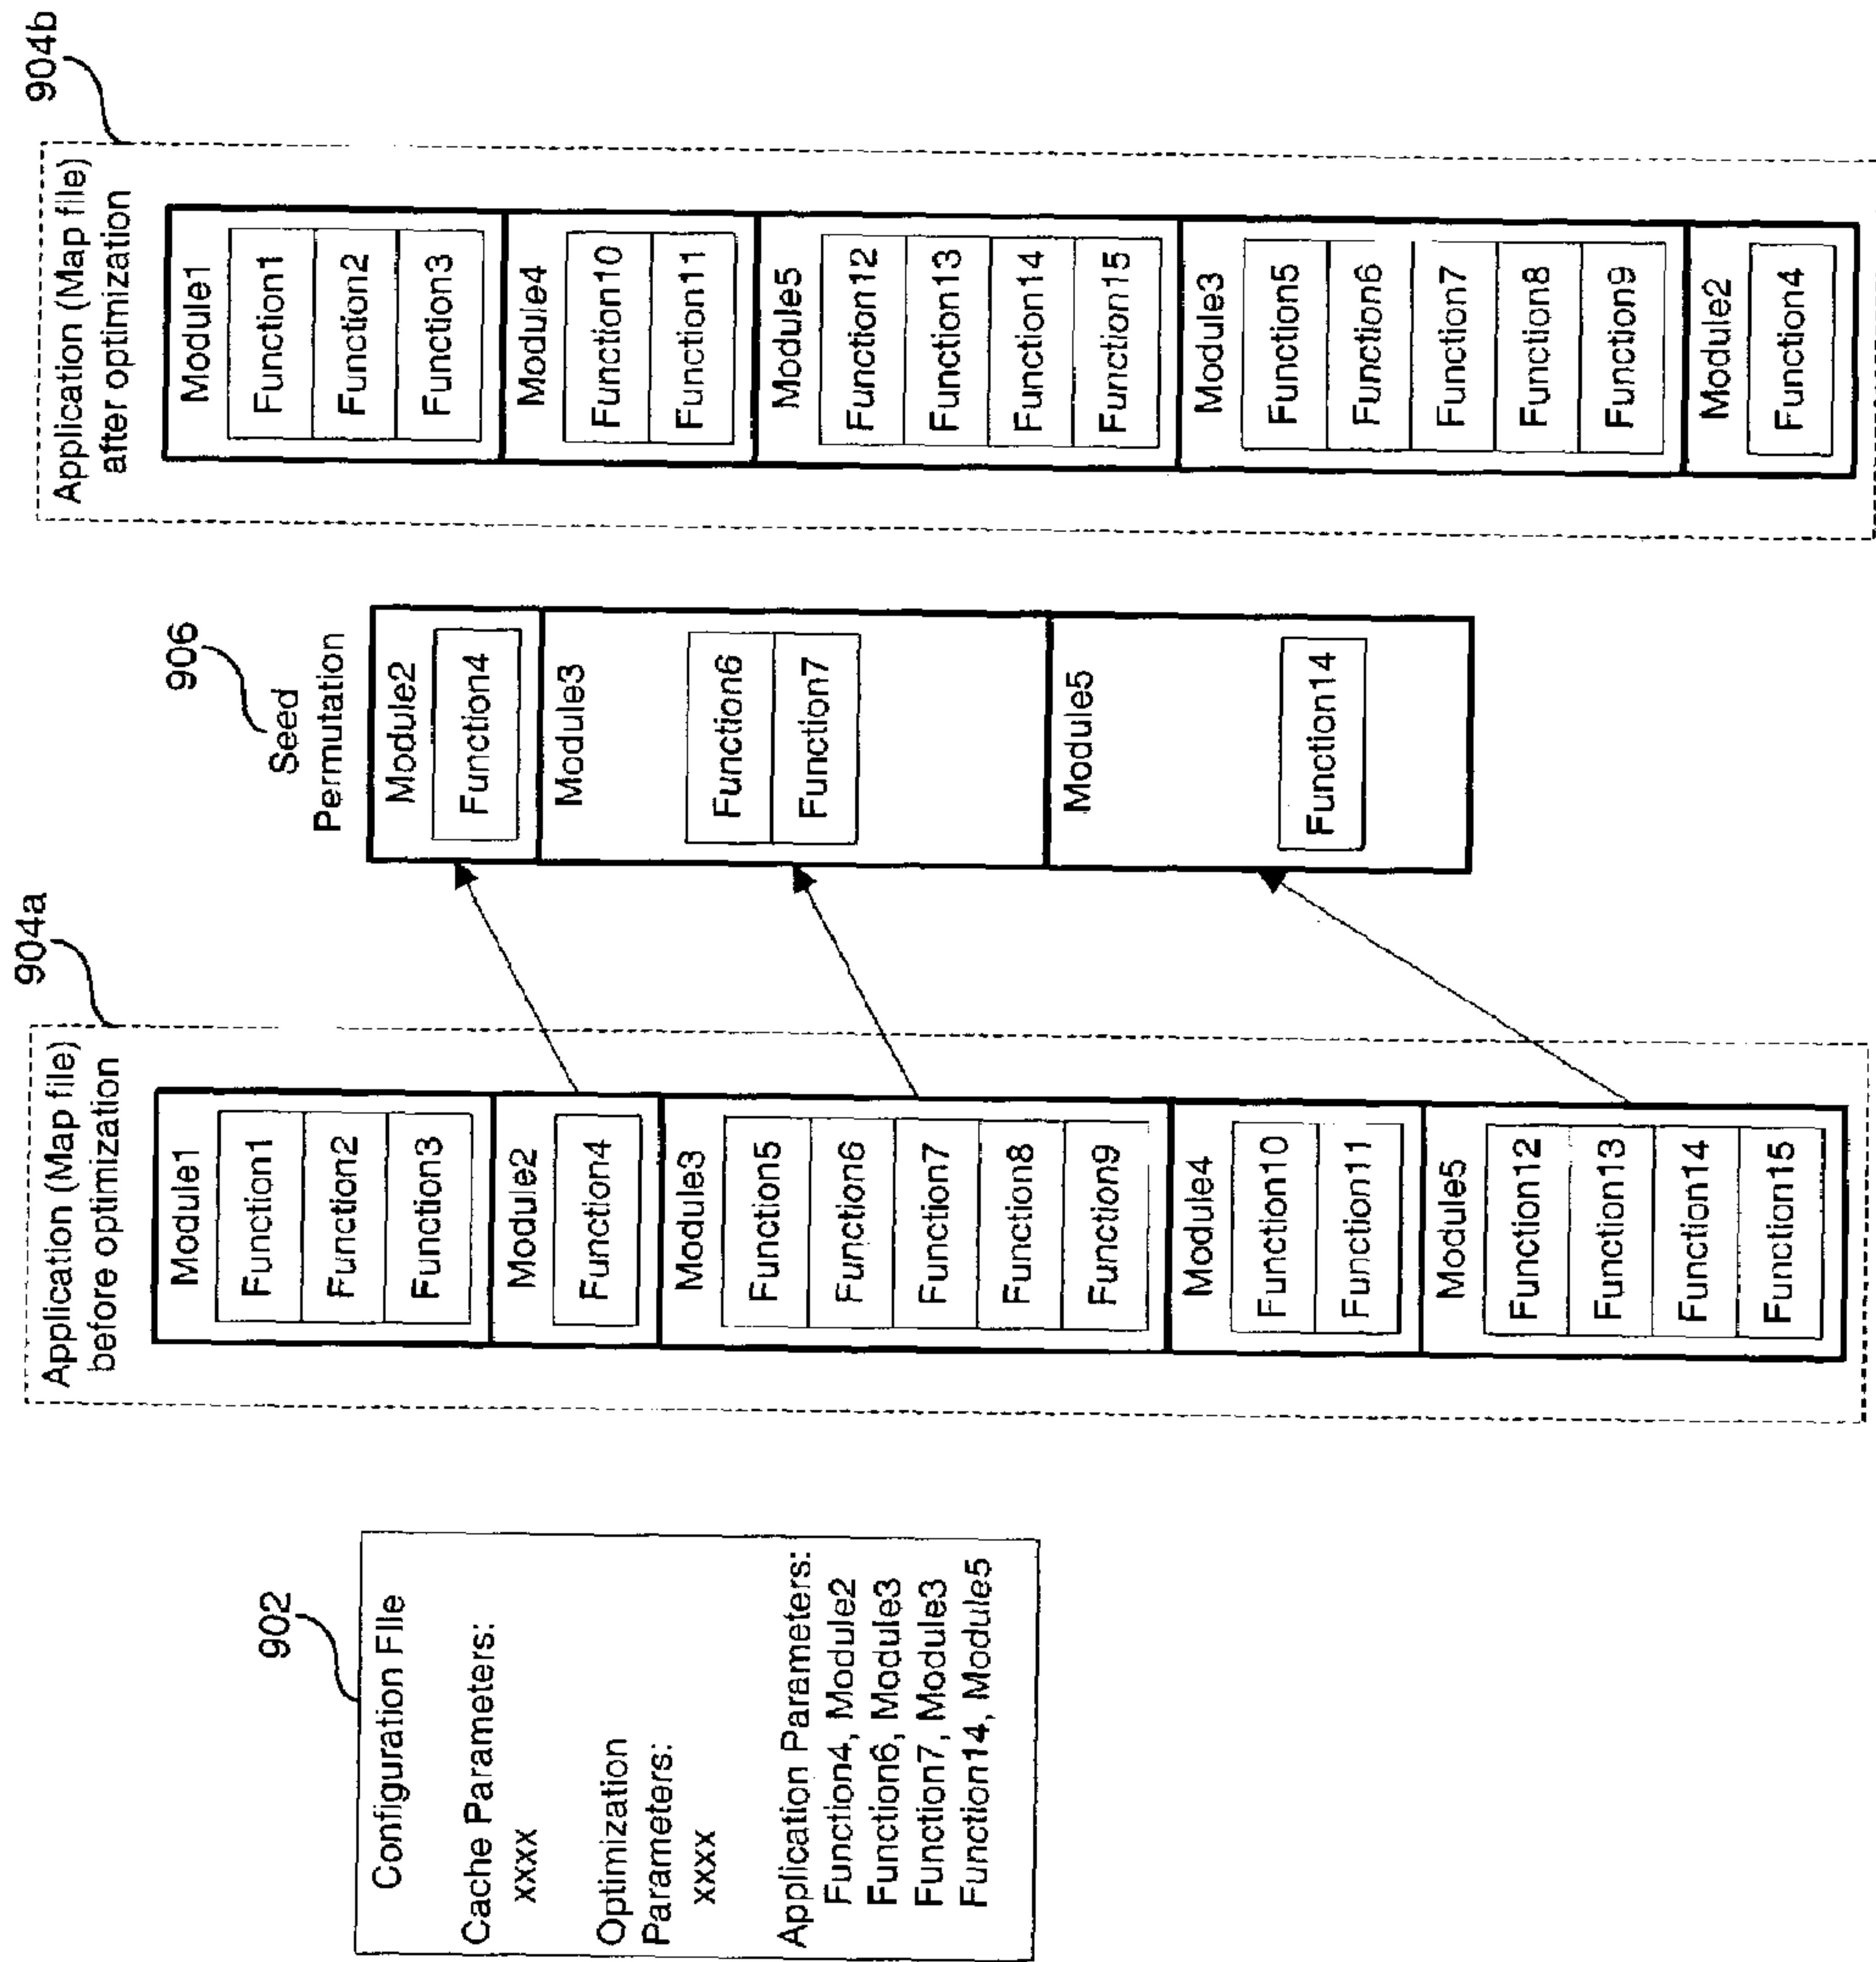 902
Configuration File
Cache Parameters:
xxxx
Optimization
Parameters:
xxxx
Application Parameters:
Function4, Module2
Function6, Module3
Function7, Module3
Function14, Module5
904a
Application (Map file)
before optimization
Module1
Function1
Function2
Function3
Module2
Function4
Module3
Function5
Function6
Function7
Function8
Function9
Module4
Function10
Function11
Module5
Function12
Function13
Function14
Function15
906
Seed
Permutation
Module2
Function4
Module3
Function6
Function7
Module5
Function14
904b
Application (Map file)
after optimization
Module1
Function1
Function2
Function3
Module4
Function10
Function11
Module5
Function12
Function13
Function14
Function15
Module3
Function5
Function6
Function7
Function8
Function9
Module2
Function4